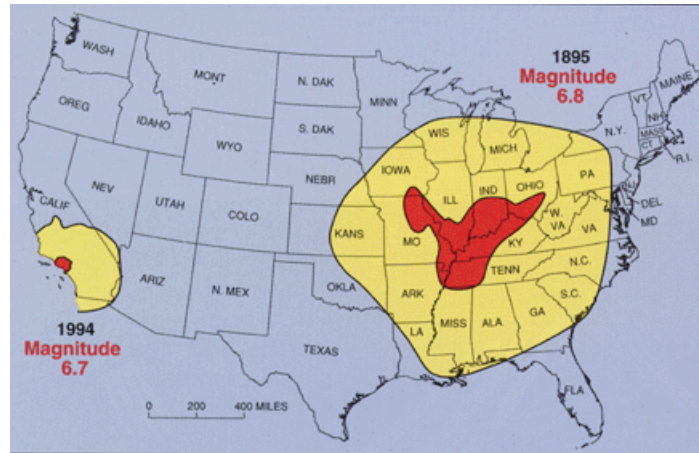 WASH
MONT
N. DAK
MINN
1895
Magnitude
6.8
MAINE
VT
NH
OREG
IDAHO
WYO
S. DAK
WIS
MICH
N.Y.
MASS
CT
R.I.
NEBR
IOWA
PA
NJ
NEV
UTAH
COLO
ILL
IND
OHIO
DEL
MD
CALIF
KANS
MO
W.
VA
VA
KY
ARIZ
N. MEX
OKLA
ARK
TENN
N.C.
S.C.
1994
Magnitude
6.7
TEXAS
LA
MISS
ALA
GA
FLA
0 200 400 MILES